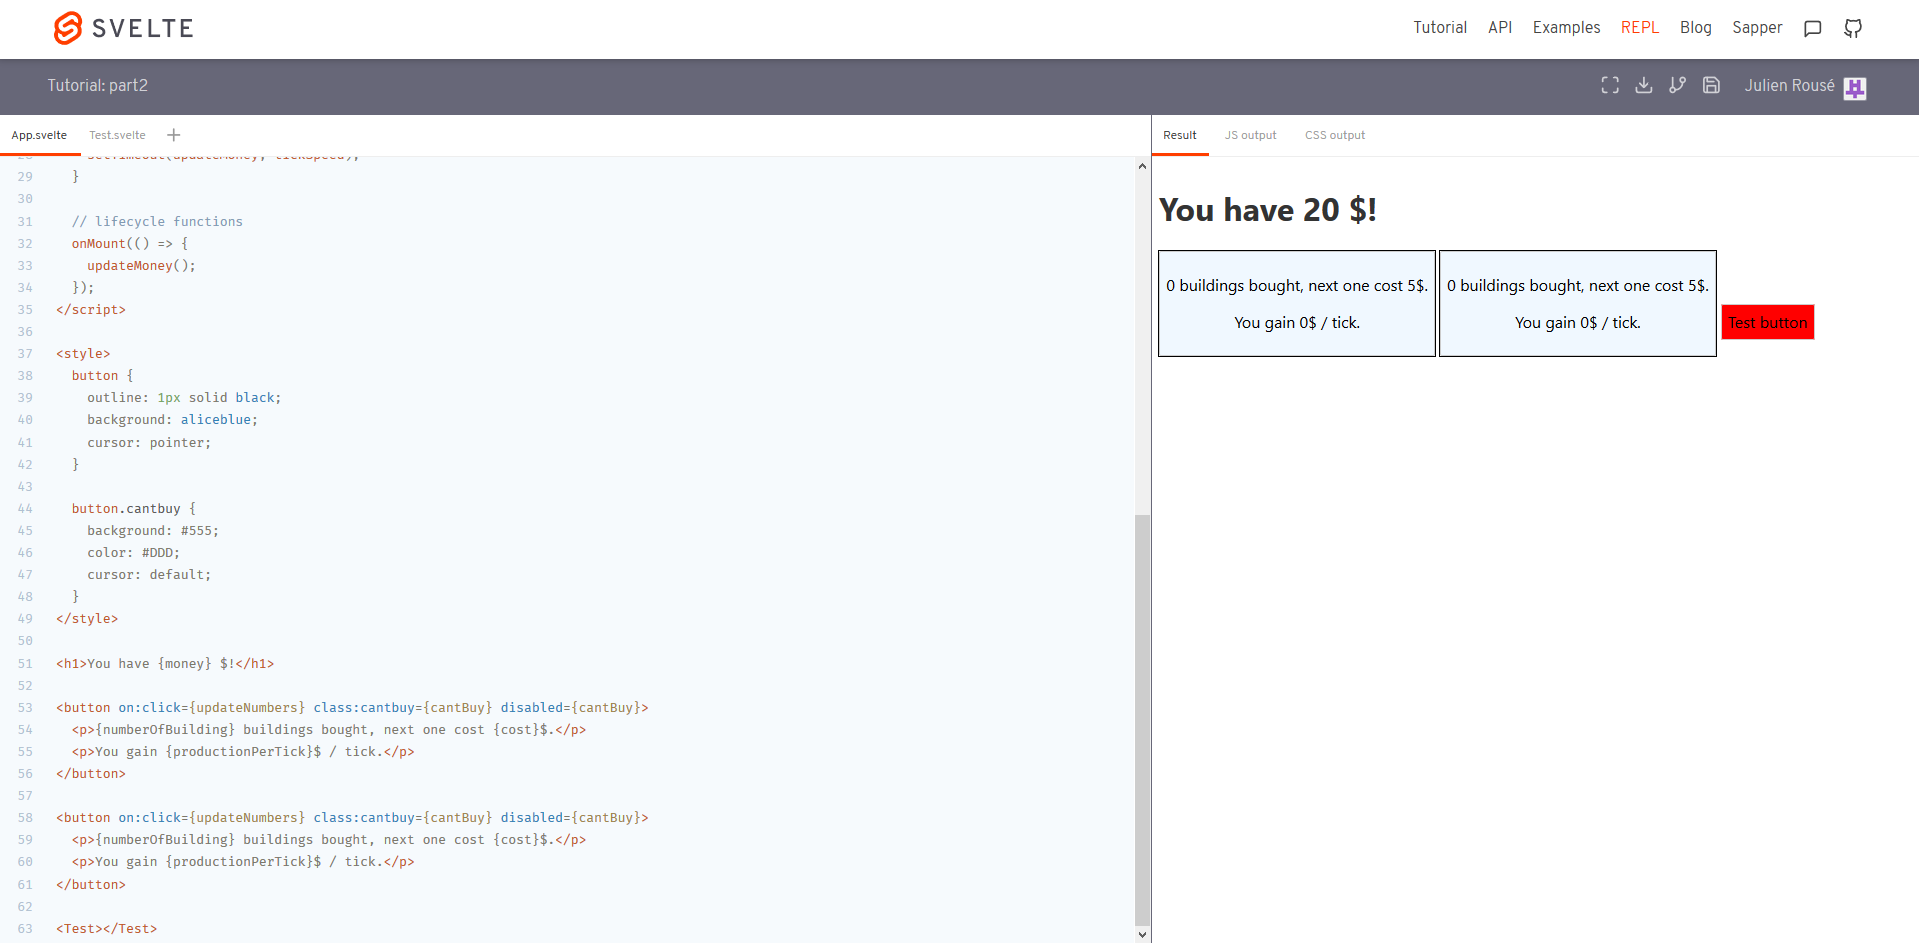 SVELTE
Tutorial API Examples REPL Blog Sapper
Tutorial: part2
Julien Rousé
App.svelte Test.svelte +
Result JS output CSS output
29 }
30
31 // lifecycle functions
32 onMount(() => {
33 updateMoney();
34 });
35 </script>
36
37 <style>
38 button {
39 outline: 1px solid black;
40 background: aliceblue;
41 cursor: pointer;
42 }
43
44 button.cantbuy {
45 background: #555;
46 color: #DDD;
47 cursor: default;
48 }
49 </style>
50
51 <h1>You have {money} $!</h1>
52
53 <button on:click={updateNumbers} class:cantbuy={cantBuy} disabled={cantBuy}>
54 <p>{numberOfBuilding} buildings bought, next one cost {cost}$.</p>
55 <p>You gain {productionPerTick}$ / tick.</p>
56 </button>
57
58 <button on:click={updateNumbers} class:cantbuy={cantBuy} disabled={cantBuy}>
59 <p>{numberOfBuilding} buildings bought, next one cost {cost}$.</p>
60 <p>You gain {productionPerTick}$ / tick.</p>
61 </button>
62
63 <Test></Test>
You have 20 $!
0 buildings bought, next one cost 5$.
You gain 0$ / tick.
0 buildings bought, next one cost 5$.
You gain 0$ / tick.
Test button